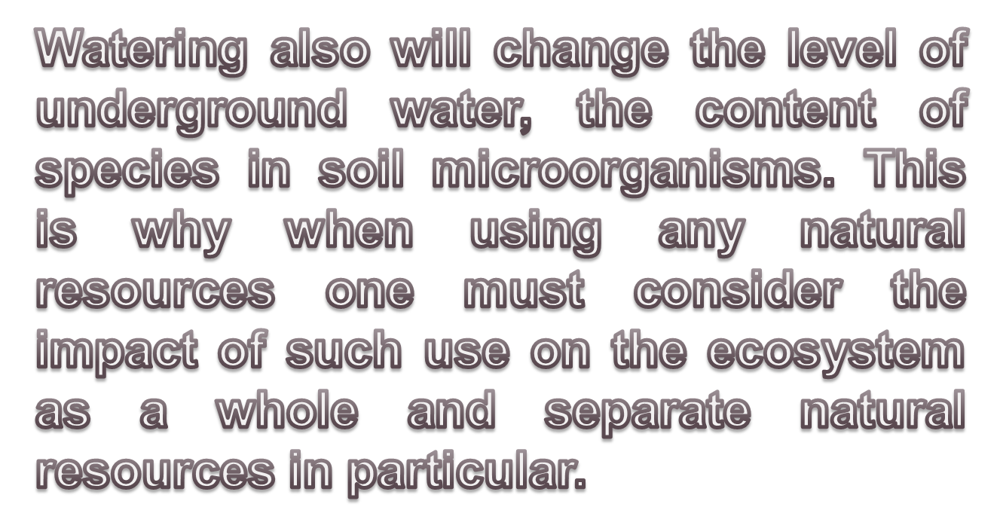 Watering also will change the level of
underground water, the content of
species in soil microorganisms. This
is why when using any natural
resources one must consider the
impact of such use on the ecosystem
as a whole and separate natural
resources in particular.